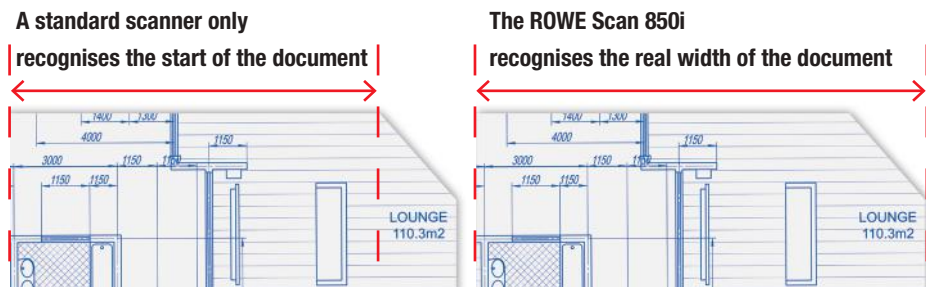 A standard scanner only
recognises the start of the document
1400 1300
4000
1150
3000 1150
1150 1150
LOUNGE
110.3m2
The ROWE Scan 850i
recognises the real width of the document
1400 1300
4000
1150
3000 1150
1150 1150
LOUNGE
110.3m2